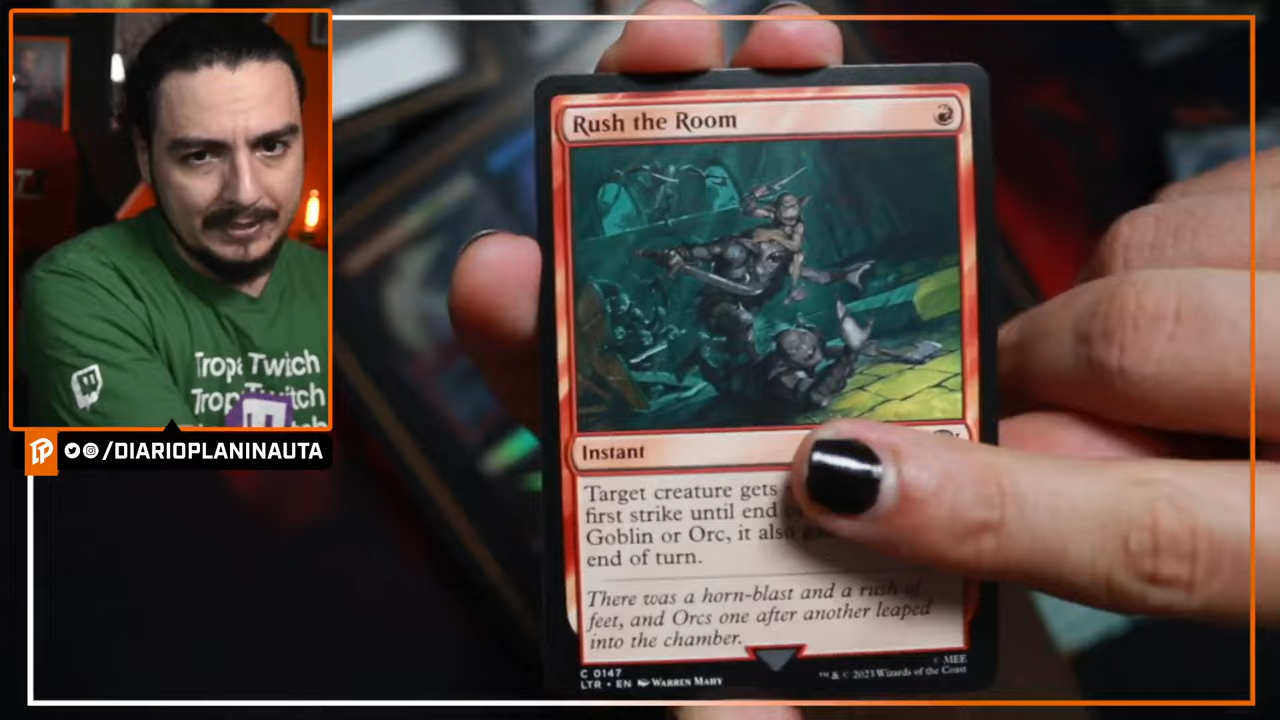 Rush the Room
Instant
Target creature gets
first strike until end
Goblin or Orc, it also
end of turn.
There was a horn-blast and a rush of
feet, and Orcs one after another leaped
into the chamber.
C 0147
LTR • EN WARREN MAHY
© MEE
™ & © 2023 Wizards of the Coast
Twitch
/DIARIOPLANINAUTA